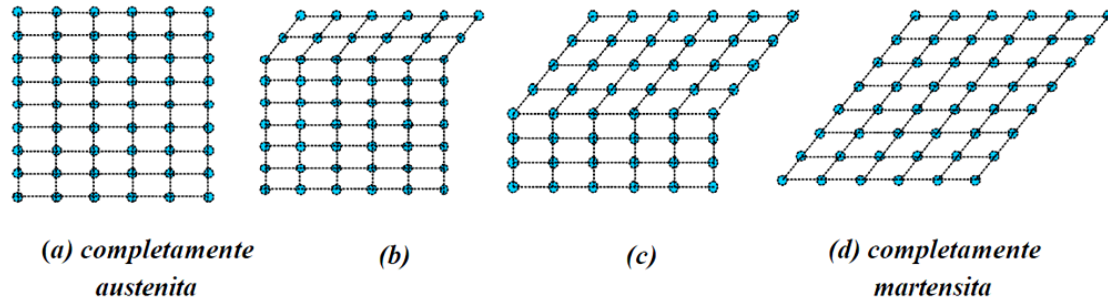 (a) completamente
austenita
(b)
(c)
(d) completamente
martensita